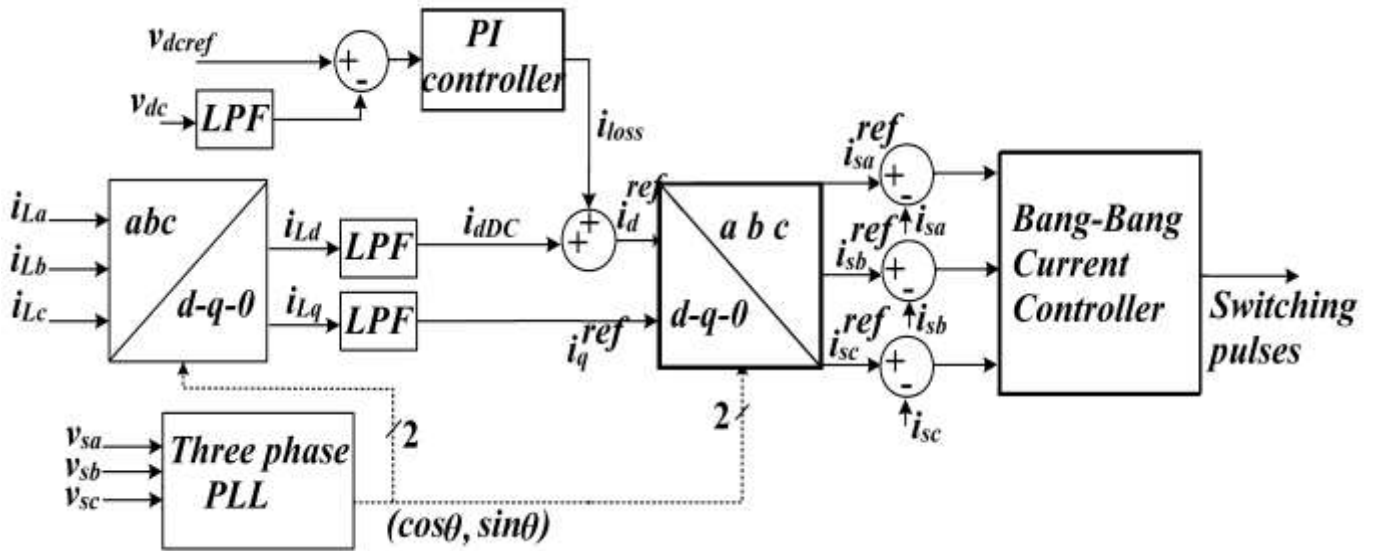 vdcref
+
-
PI
controller
vdc
LPF
iloss
iLa
iLb
iLc
abc
d-q-0
iLd
LPF
idDC
+
+
id ref
iLq
LPF
iq ref
a b c
d-q-0
isa ref
+
-
isa
isb ref
+
-
isb
isc ref
+
-
isc
Bang-Bang
Current
Controller
Switching
pulses
vsa
vsb
vsc
Three phase
PLL
2
2
(cosθ, sinθ)